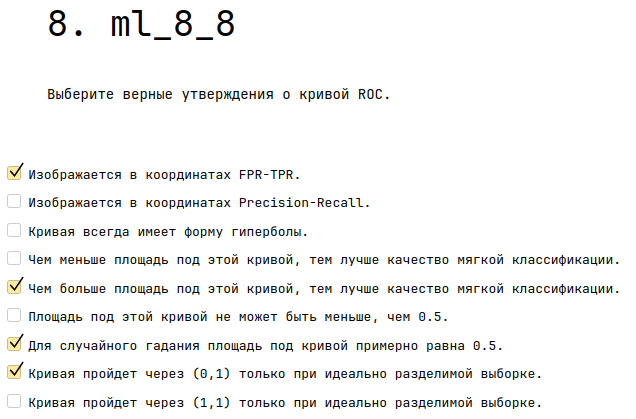 8. ml_8_8
Выберите верные утверждения о кривой ROC.
Изображается в координатах FPR-TPR.
Изображается в координатах Precision-Recall.
Кривая всегда имеет форму гиперболы.
Чем меньше площадь под этой кривой, тем лучше качество мягкой классификации.
Чем больше площадь под этой кривой, тем лучше качество мягкой классификации.
Площадь под этой кривой не может быть меньше, чем 0.5.
Для случайного гадания площадь под кривой примерно равна 0.5.
Кривая пройдет через (0,1) только при идеально разделимой выборке.
Кривая пройдет через (1,1) только при идеально разделимой выборке.